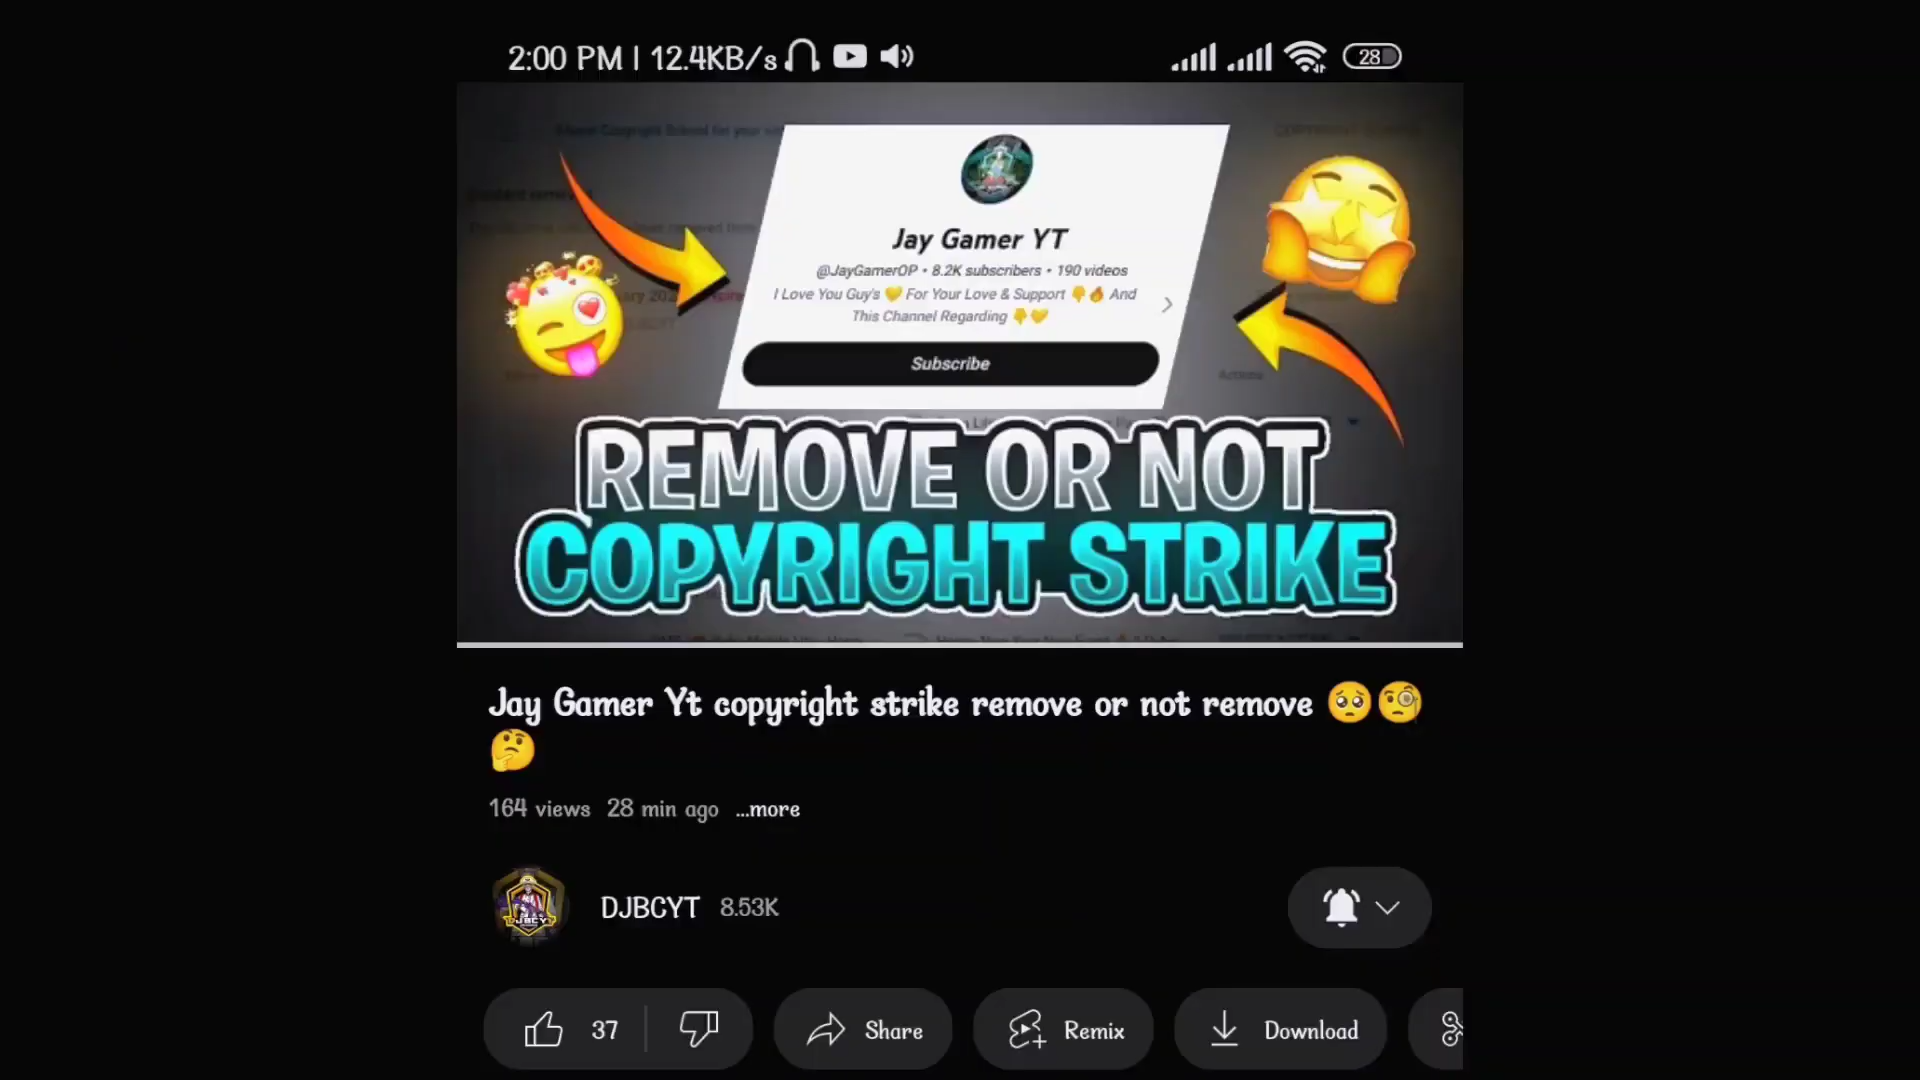 2:00 PM | 12.4KB/s
28
Jay Gamer YT
@JayGamerOP • 8.2K subscribers • 190 videos
I Love You Guy's 💛 For Your Love & Support 👇🔥 And
This Channel Regarding 👇💛
Subscribe
REMOVE OR NOT
COPYRIGHT STRIKE
Jay Gamer Yt copyright strike remove or not remove 🥺🧐
🤔
164 views 28 min ago ...more
DJBCYT 8.53K
37 Share Remix Download